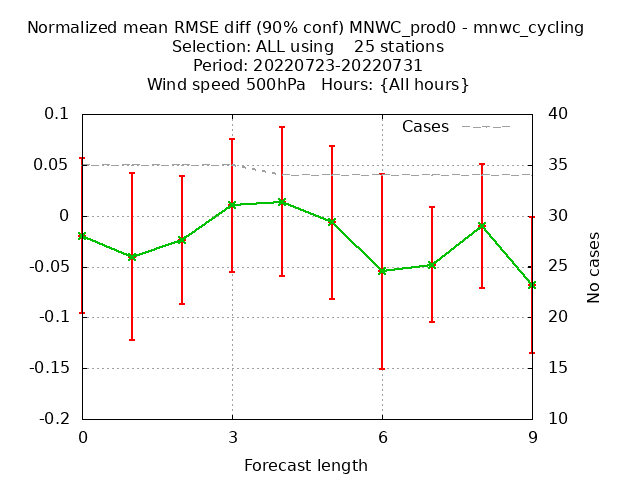 Normalized mean RMSE diff (90% conf) MNWC_prod0 - mnwc_cycling
Selection: ALL using    25 stations
Period: 20220723-20220731
Wind speed 500hPa   Hours: {All hours}
0.1
0.05
0
-0.05
-0.1
-0.15
-0.2
Cases
40
35
30
25
20
15
10
No cases
0
3
6
9
Forecast length